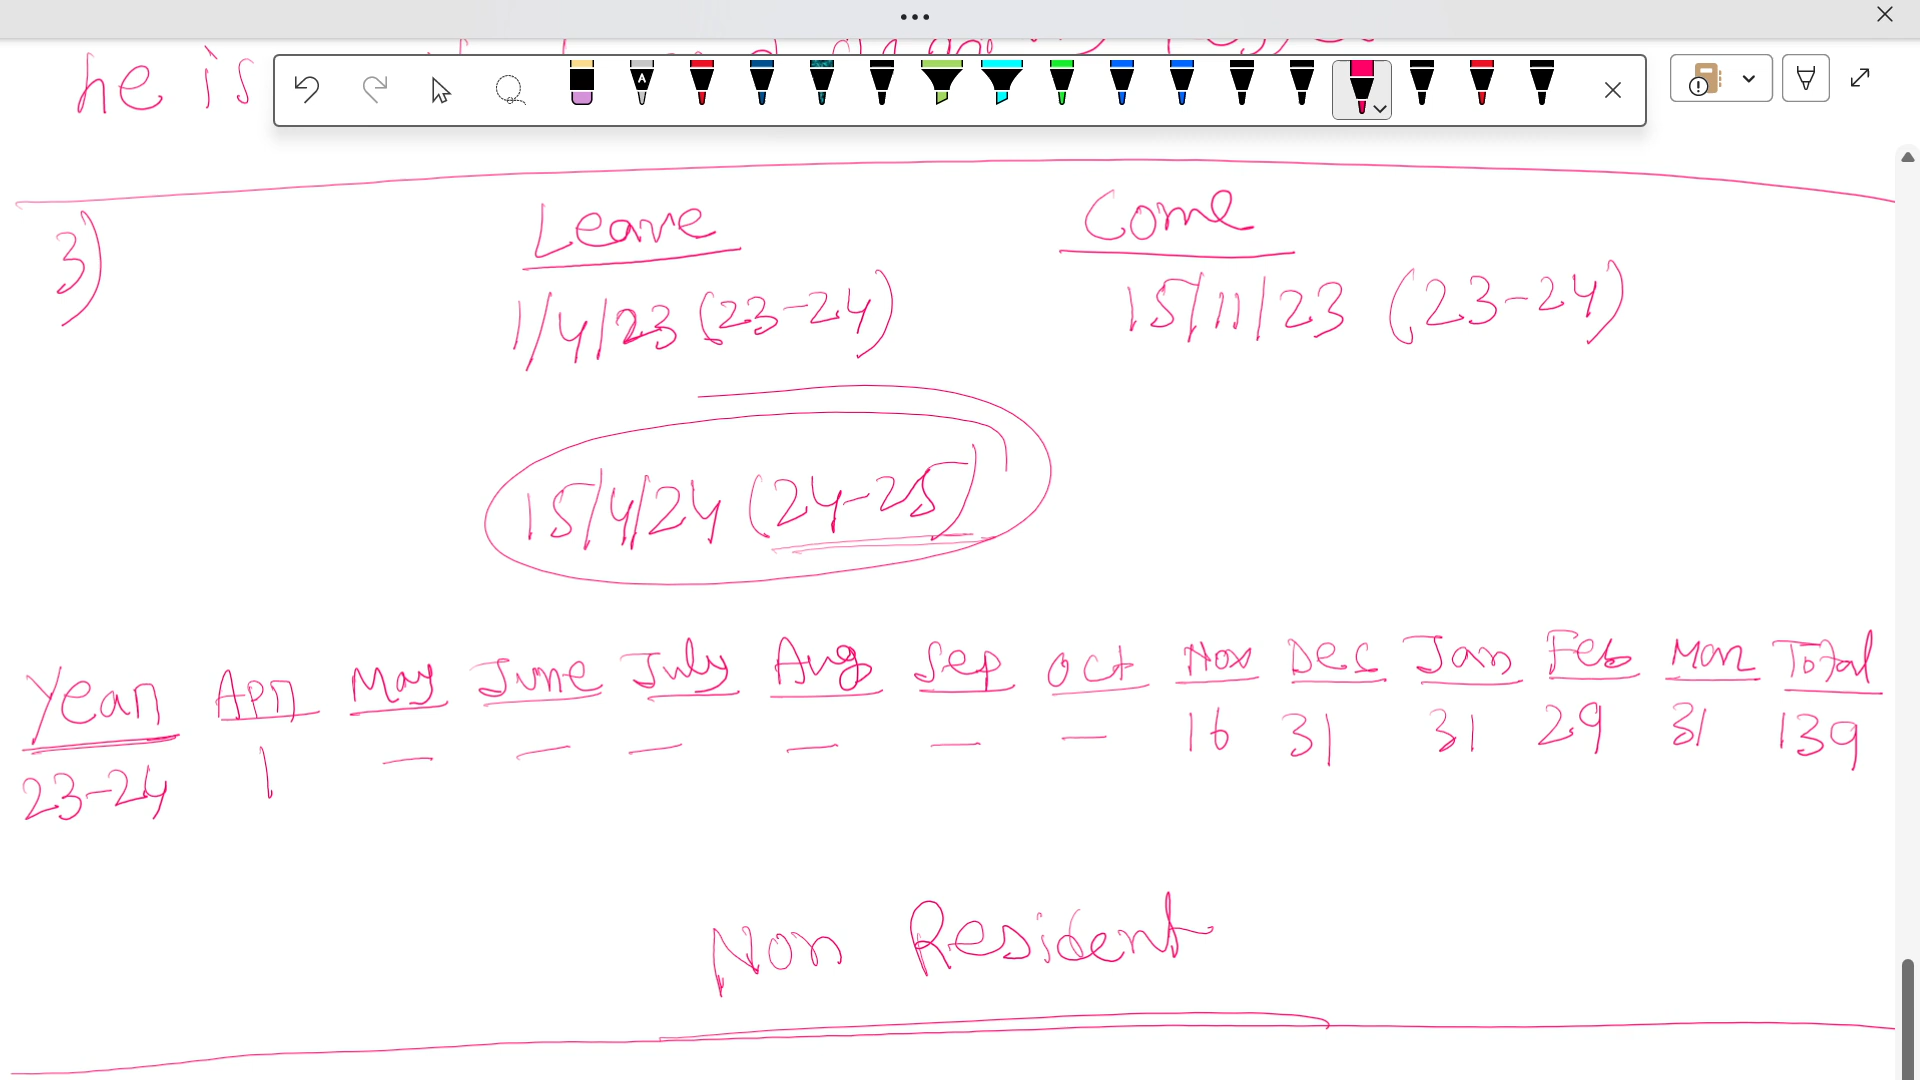 he is
3) Leave Come
1/4/23 (23-24) 15/11/23 (23-24)
15/4/24 (24-25)
Year Apr May June July Aug Sep Oct Nov Dec Jan Feb Mar Total
23-24 1 — — — — — — 16 31 31 29 31 139
Non Resident